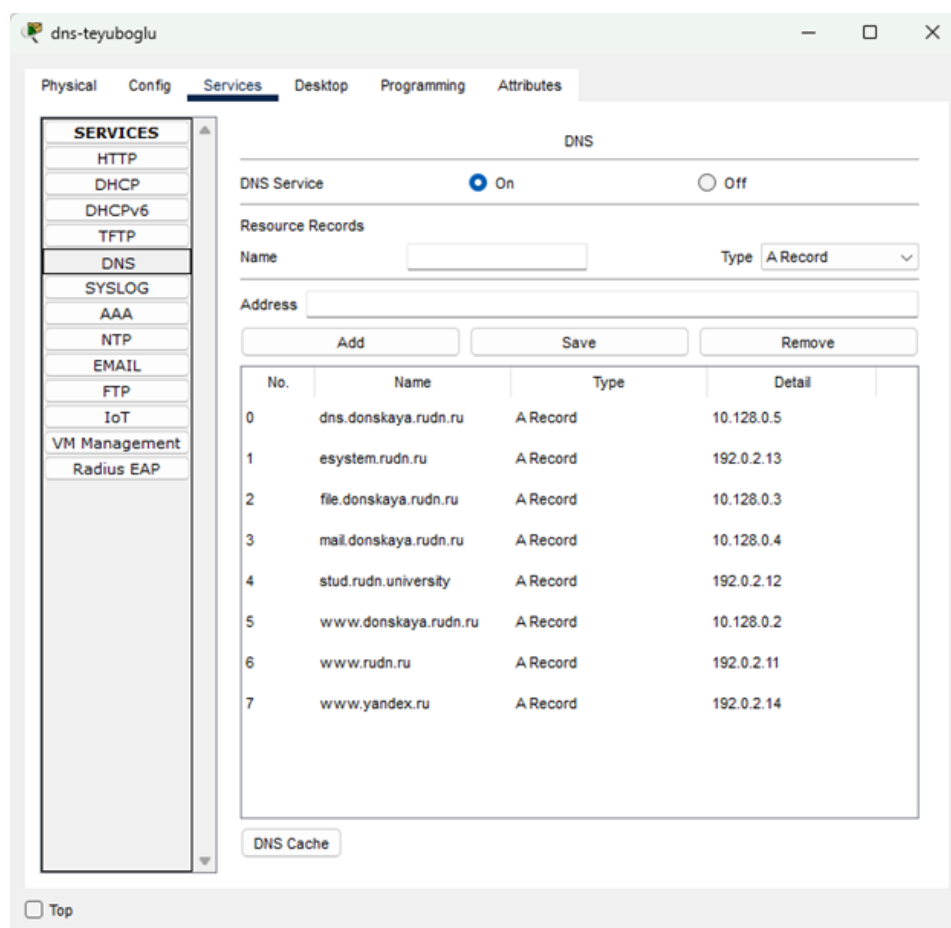 dns-teyuboglu
Physical Config Services Desktop Programming Attributes
SERVICES
HTTP
DHCP
DHCPv6
TFTP
DNS
SYSLOG
AAA
NTP
EMAIL
FTP
IoT
VM Management
Radius EAP
DNS
DNS Service On Off
Resource Records
Name Type A Record
Address
Add Save Remove
No. Name Type Detail
0 dns.donskaya.rudn.ru A Record 10.128.0.5
1 esystem.rudn.ru A Record 192.0.2.13
2 file.donskaya.rudn.ru A Record 10.128.0.3
3 mail.donskaya.rudn.ru A Record 10.128.0.4
4 stud.rudn.university A Record 192.0.2.12
5 www.donskaya.rudn.ru A Record 10.128.0.2
6 www.rudn.ru A Record 192.0.2.11
7 www.yandex.ru A Record 192.0.2.14
DNS Cache
Top